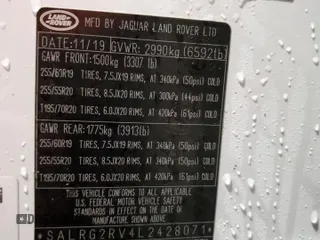 LAND-
ROVER
MFD BY JAGUAR LAND ROVER LTD
DATE:11/19 GVWR: 2990kg (6592lb)
GAWR FRONT:1500kg (3307 lb)
255/60R19 TIRES, 7.5JX19 RIMS, AT 340kPa (50psi) COLD
255/55R20 TIRES, 8.5JX20 RIMS, AT 300kPa (44psi) COLD
T195/70R20 TIRES, 6.0JX20 RIMS, AT 420kPa (61psi) COLD
GAWR REAR:1775kg (3913lb)
255/60R19 TIRES, 7.5JX19 RIMS, AT 340kPa (50psi) COLD
255/55R20 TIRES, 8.5JX20 RIMS, AT 340kPa (50psi) COLD
T195/70R20 TIRES, 6.0JX20 RIMS, AT 420kPa (61psi) COLD
THIS VEHICLE CONFORMS TO ALL APPLICABLE
U.S. FEDERAL MOTOR VEHICLE SAFETY
STANDARDS IN EFFECT ON THE
DATE OF MANUFACTURE SHOWN ABOVE
*SALRG2RV4L2428071*